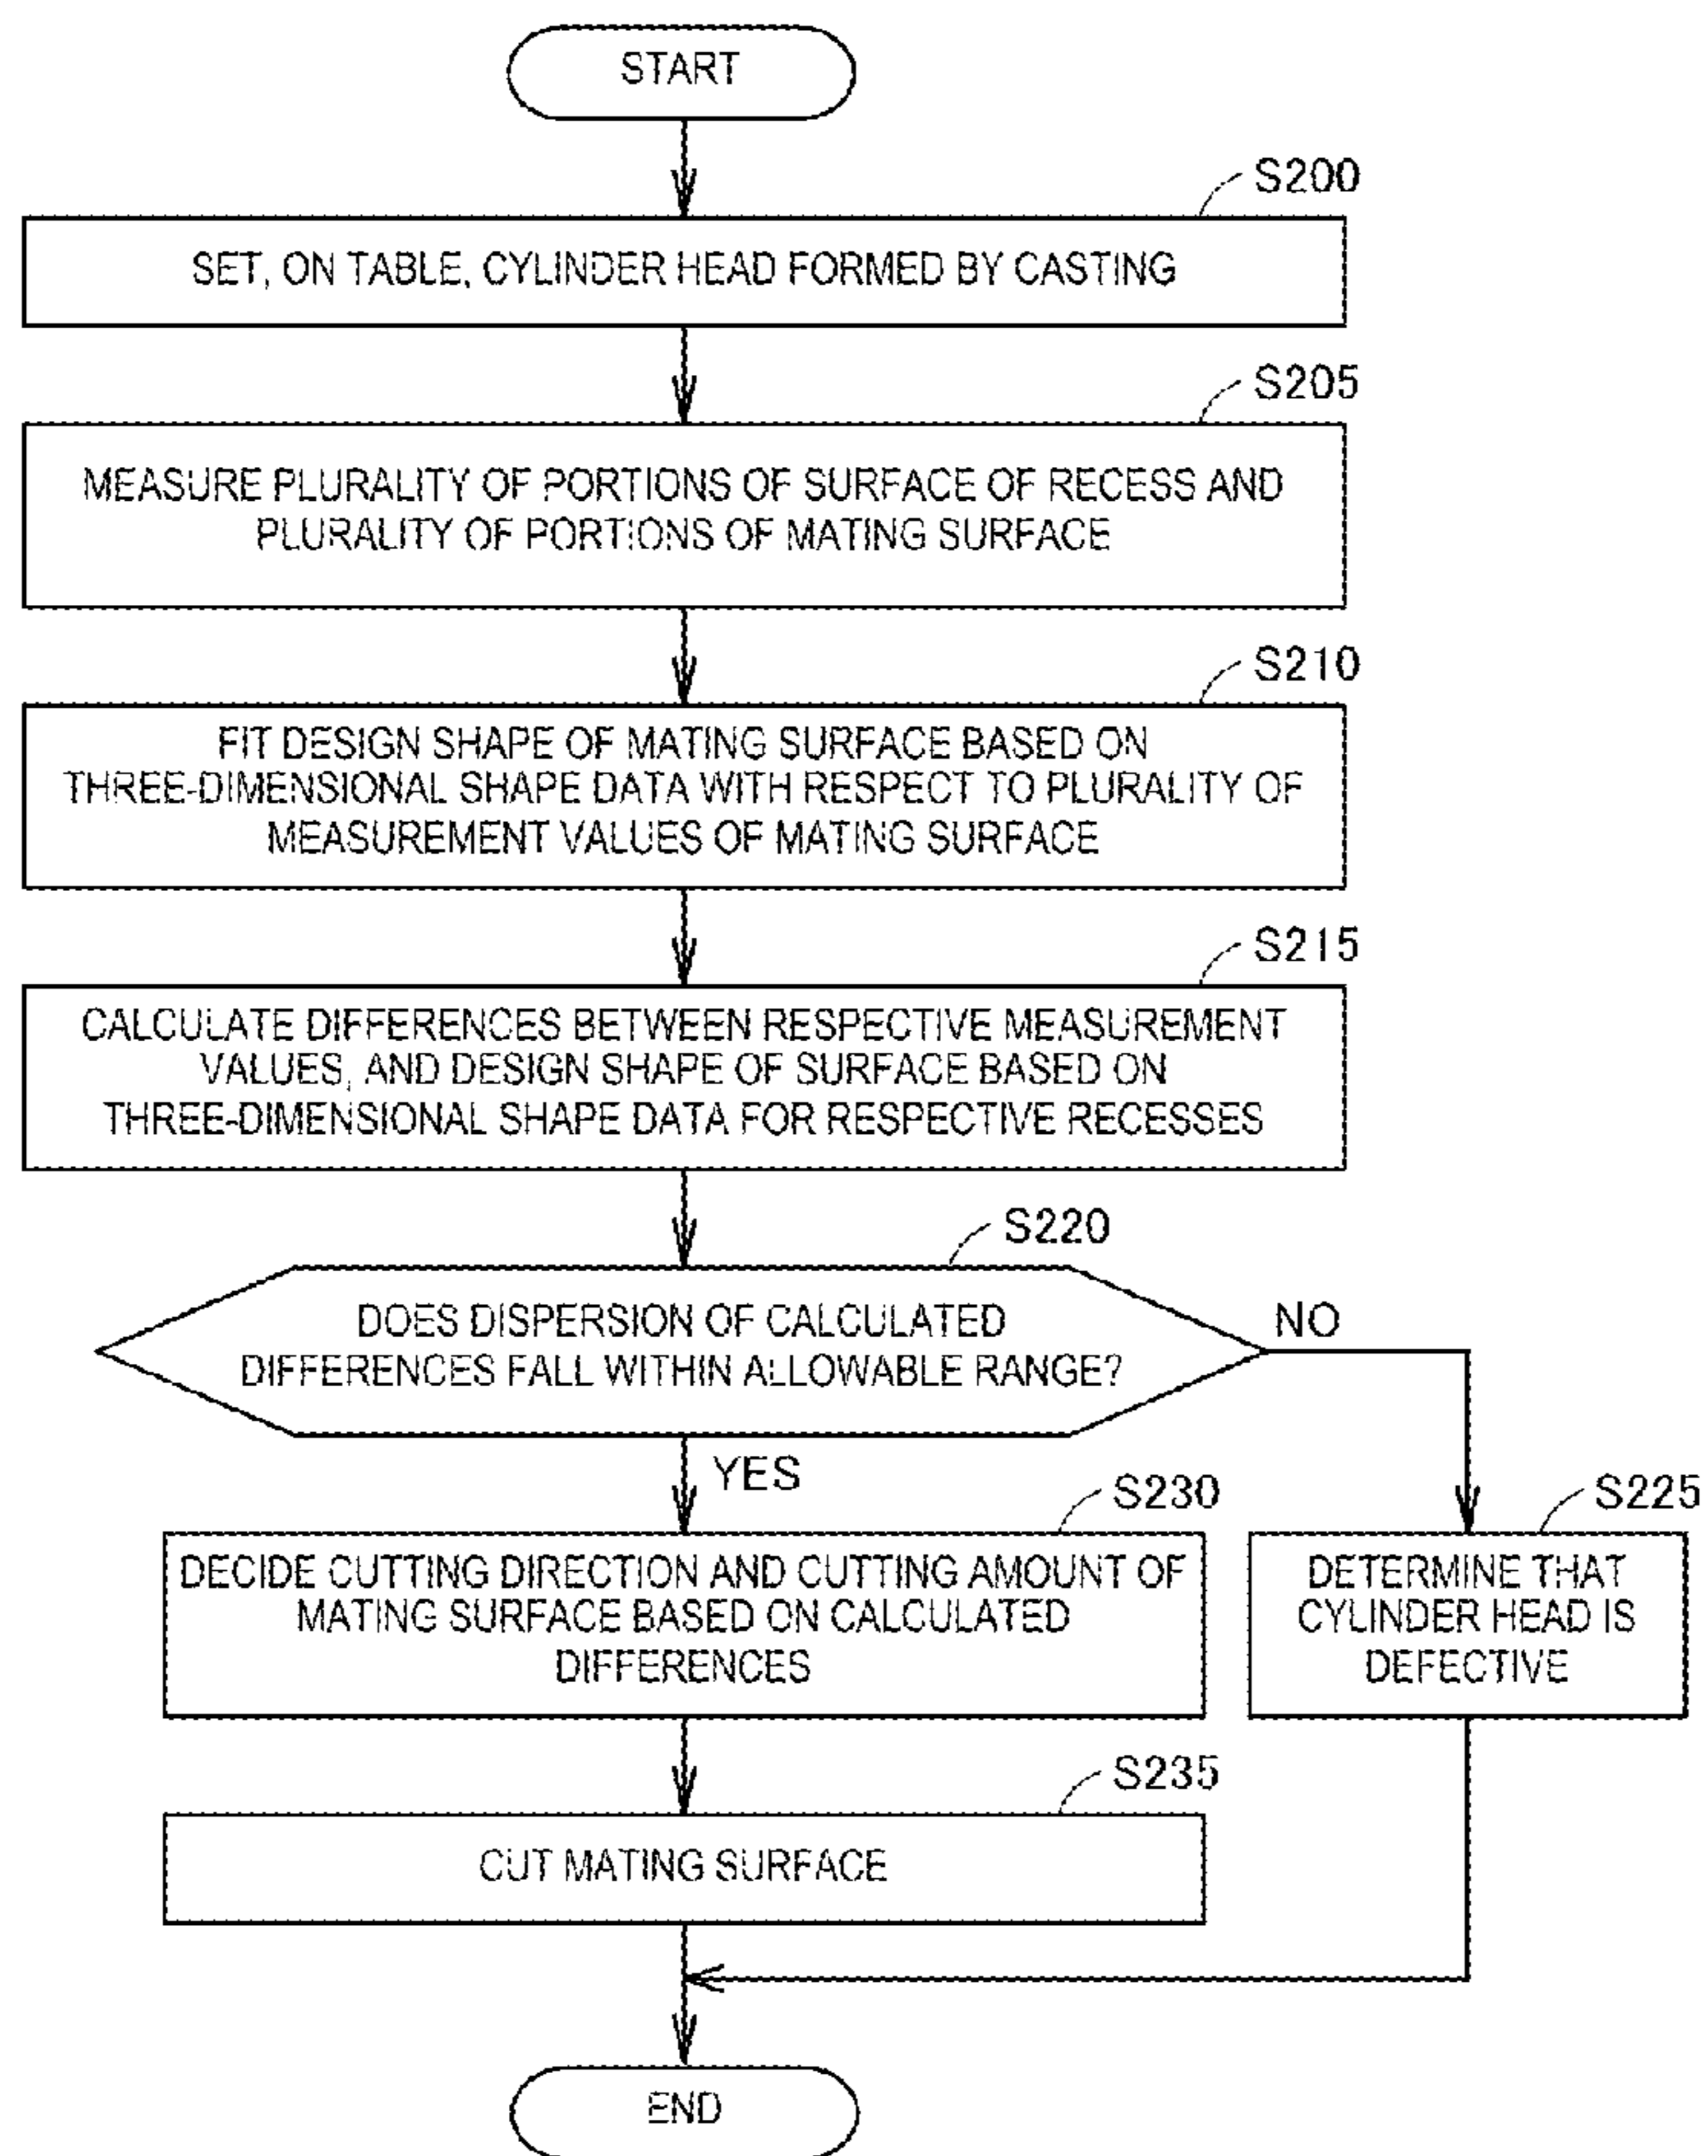 START
S200
SET, ON TABLE, CYLINDER HEAD FORMED BY CASTING
S205
MEASURE PLURALITY OF PORTIONS OF SURFACE OF RECESS AND
PLURALITY OF PORTIONS OF MATING SURFACE
S210
FIT DESIGN SHAPE OF MATING SURFACE BASED ON
THREE-DIMENSIONAL SHAPE DATA WITH RESPECT TO PLURALITY OF
MEASUREMENT VALUES OF MATING SURFACE
S215
CALCULATE DIFFERENCES BETWEEN RESPECTIVE MEASUREMENT
VALUES, AND DESIGN SHAPE OF SURFACE BASED ON
THREE-DIMENSIONAL SHAPE DATA FOR RESPECTIVE RECESSES
S220
DOES DISPERSION OF CALCULATED
DIFFERENCES FALL WITHIN ALLOWABLE RANGE?
NO
YES
S230
DECIDE CUTTING DIRECTION AND CUTTING AMOUNT OF
MATING SURFACE BASED ON CALCULATED
DIFFERENCES
S225
DETERMINE THAT
CYLINDER HEAD IS
DEFECTIVE
S235
CUT MATING SURFACE
END